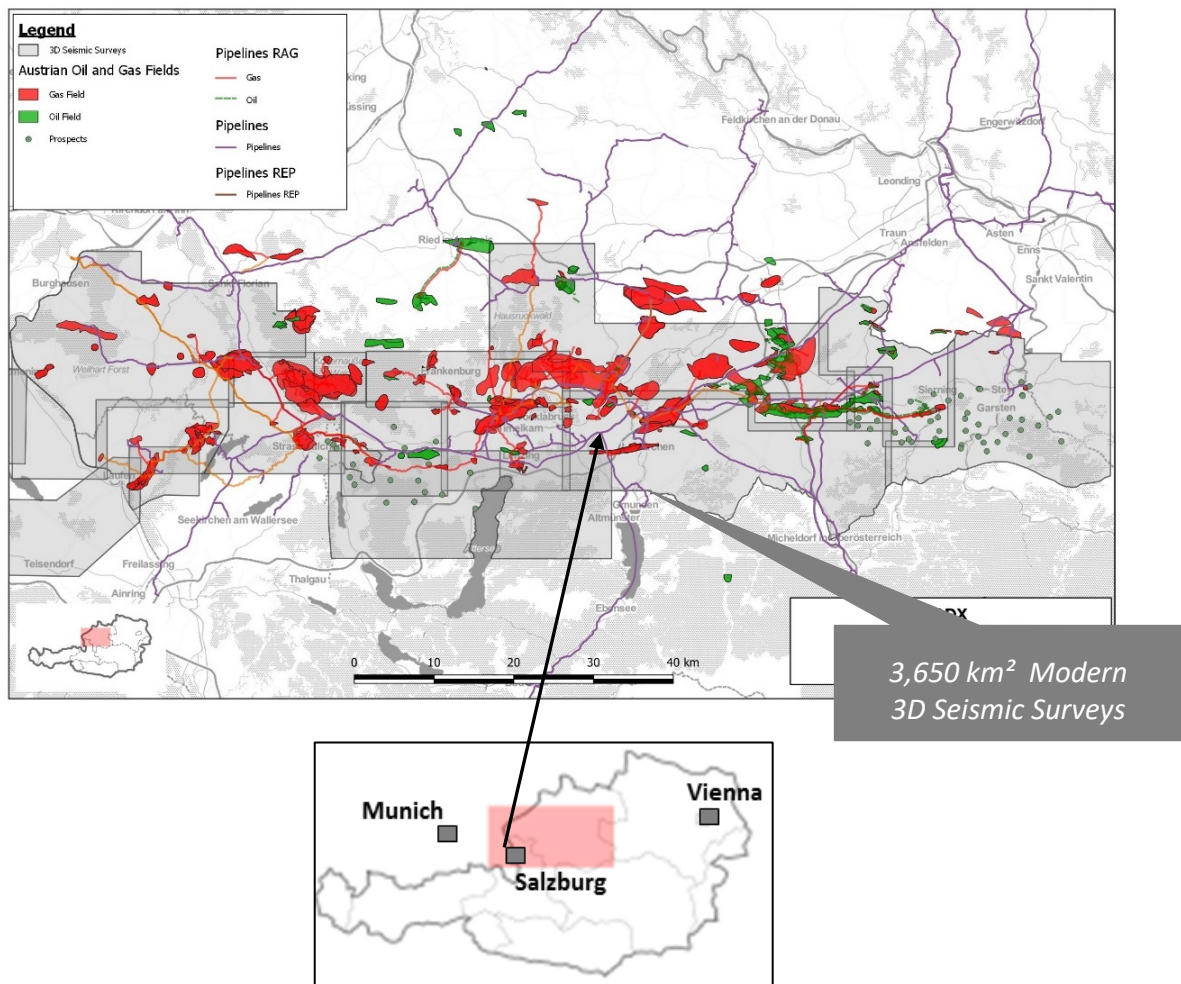 Legend
3D Seismic Surveys
Austrian Oil and Gas Fields
Gas Field
Oil Field
Prospects
Pipelines RAG
Gas
Oil
Pipelines
Pipelines
Pipelines REP
Pipelines REP
Feldkirchen an der Donau
Engerwitzdorf
Leonding
Traun
Ansfelden
Asten
Enns
Sankt Valentin
Burghausen
Hausruckwald
Weilhart Forst
Frankenburg
Sierning
Garsten
Laufen
Seekirchen am Wallersee
Gmunden
Altmünster
Attersee
Micheldorf in Oberösterreich
Teisendorf
Freilassing
Thalgau
Ainring
Ebensee
0 10 20 30 40 km
3,650 km² Modern
3D Seismic Surveys
Munich
Vienna
Salzburg